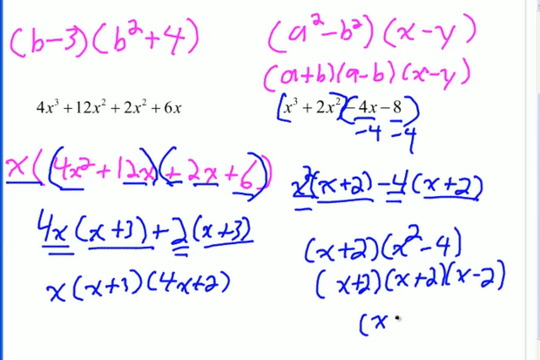 (b-3)(b²+4)
4x³ + 12x² + 2x² + 6x
x((4x²+12x)(+2x+6))
4x(x+3)+2(x+3)
x(x+3)(4x+2)
(a²-b²)(x-y)
(a+b)(a-b)(x-y)
(x³ + 2x²)(-4x - 8)
-4 -4
x²(x+2)-4(x+2)
(x+2)(x²-4)
(x+2)(x+2)(x-2)
(x